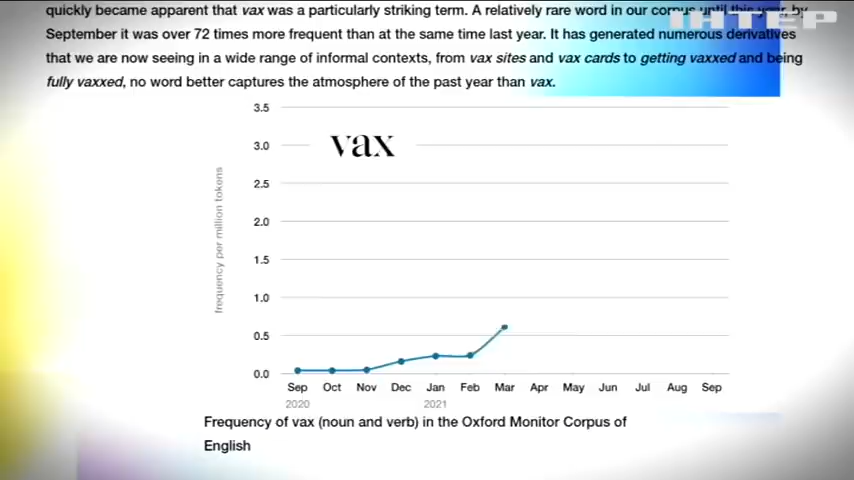 quickly became apparent that vax was a particularly striking term. A relatively rare word in our corpus until this year, by
ІНТЕР
September it was over 72 times more frequent than at the same time last year. It has generated numerous derivatives
that we are now seeing in a wide range of informal contexts, from vax sites and vax cards to getting vaxxed and being
fully vaxxed, no word better captures the atmosphere of the past year than vax.
3.5
vax
3.0
2.5
2.0
1.5
1.0
0.5
0.0
frequency per million tokens
Sep Oct Nov Dec Jan Feb Mar Apr May Jun Jul Aug Sep
2020 2021
Frequency of vax (noun and verb) in the Oxford Monitor Corpus of
English